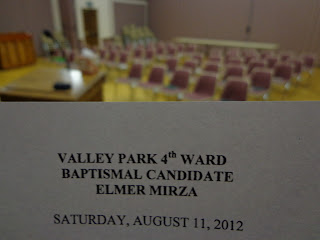 VALLEY PARK 4th WARD
BAPTISMAL CANDIDATE
ELMER MIRZA
SATURDAY, AUGUST 11, 2012